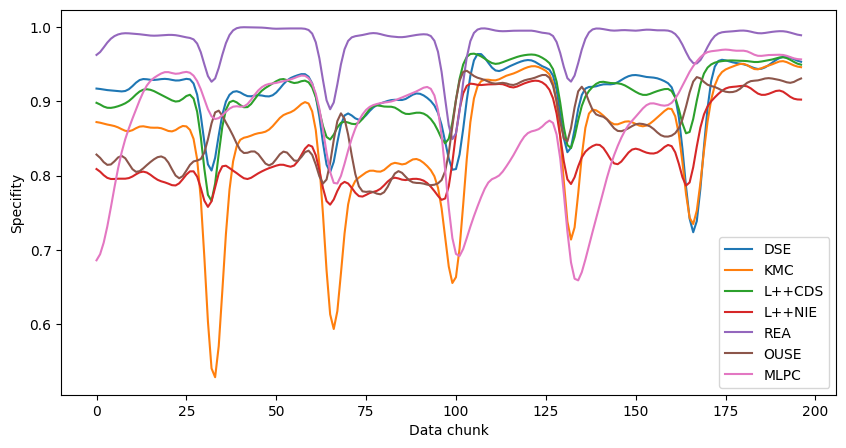 1.0
0.9
0.8
0.7
0.6
Specifity
0
25
50
75
100
125
150
175
200
Data chunk
DSE
KMC
L++CDS
L++NIE
REA
OUSE
MLPC